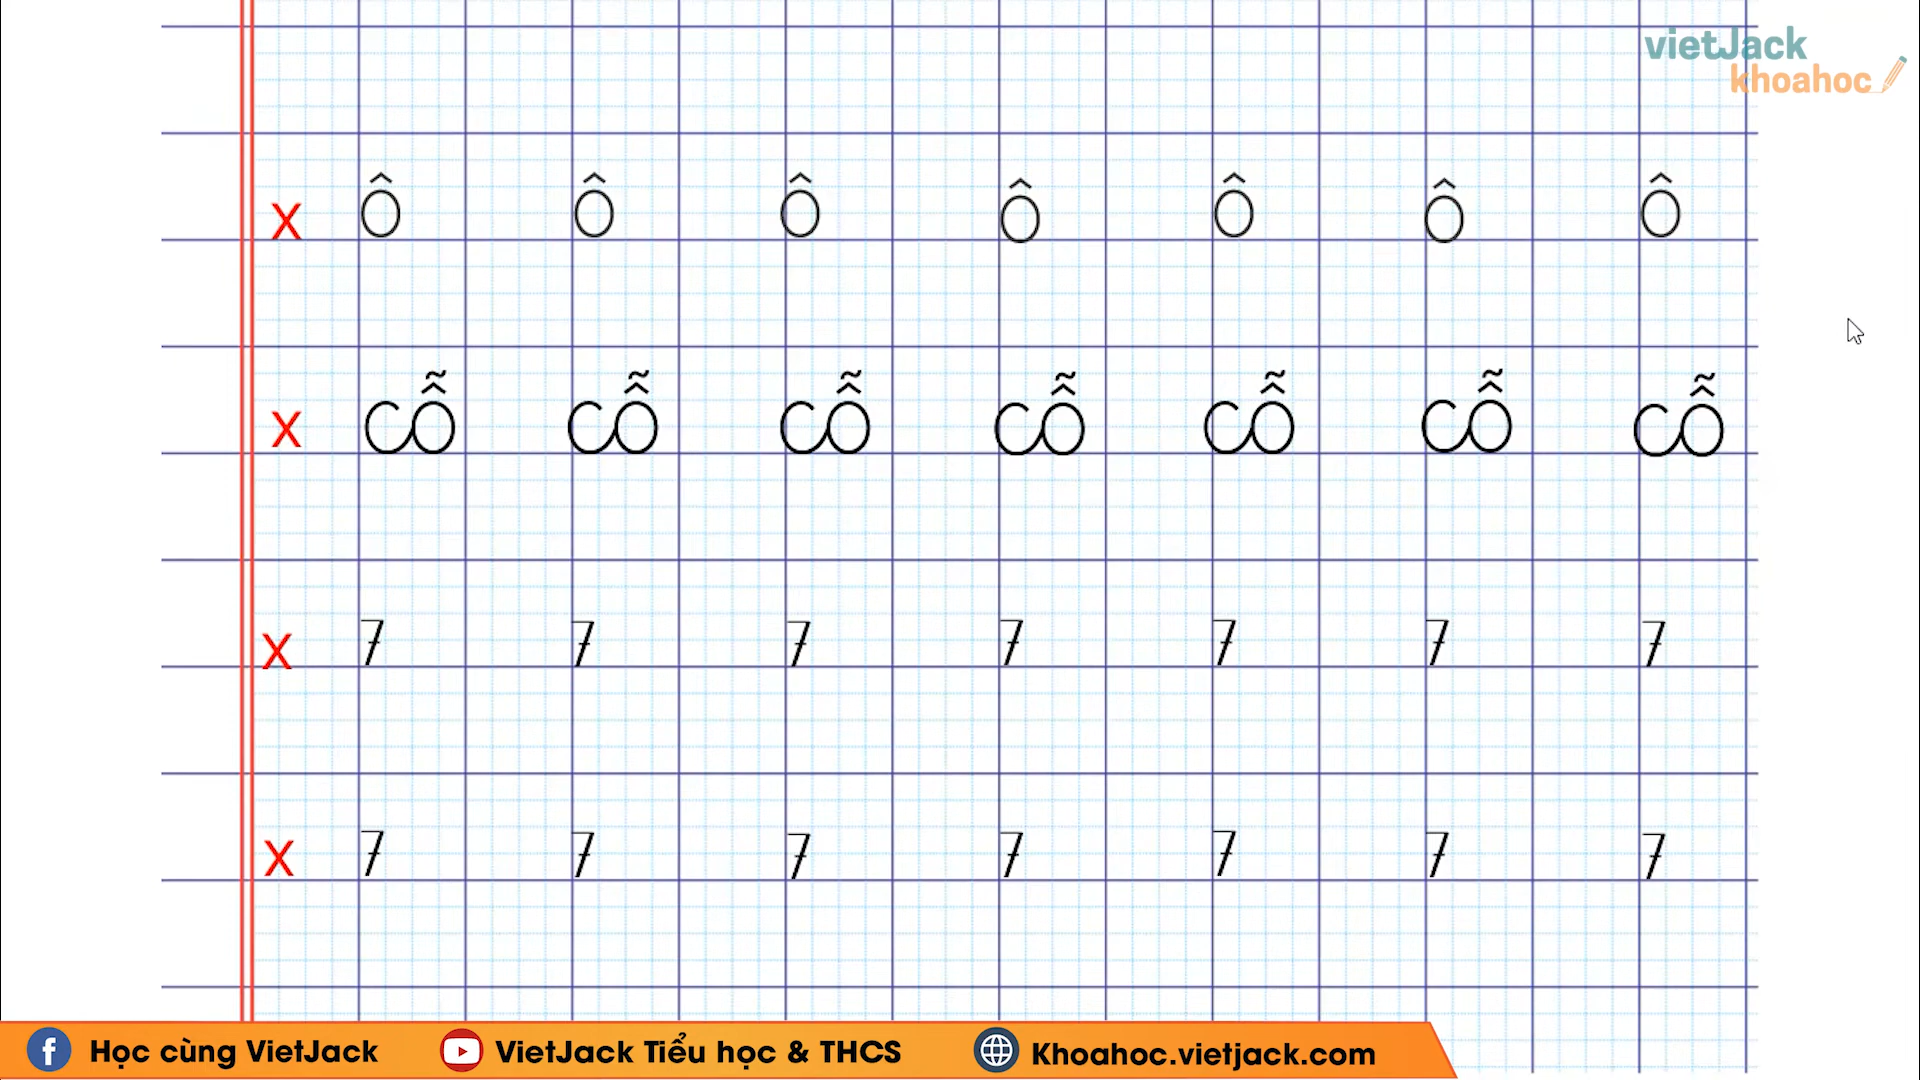 vietJack
khoahoc
x ô ô ô ô ô ô ô
x cỗ cỗ cỗ cỗ cỗ cỗ cỗ
x 7 7 7 7 7 7 7
x 7 7 7 7 7 7 7
Học cùng VietJack VietJack Tiểu học & THCS Khoahoc.vietjack.com